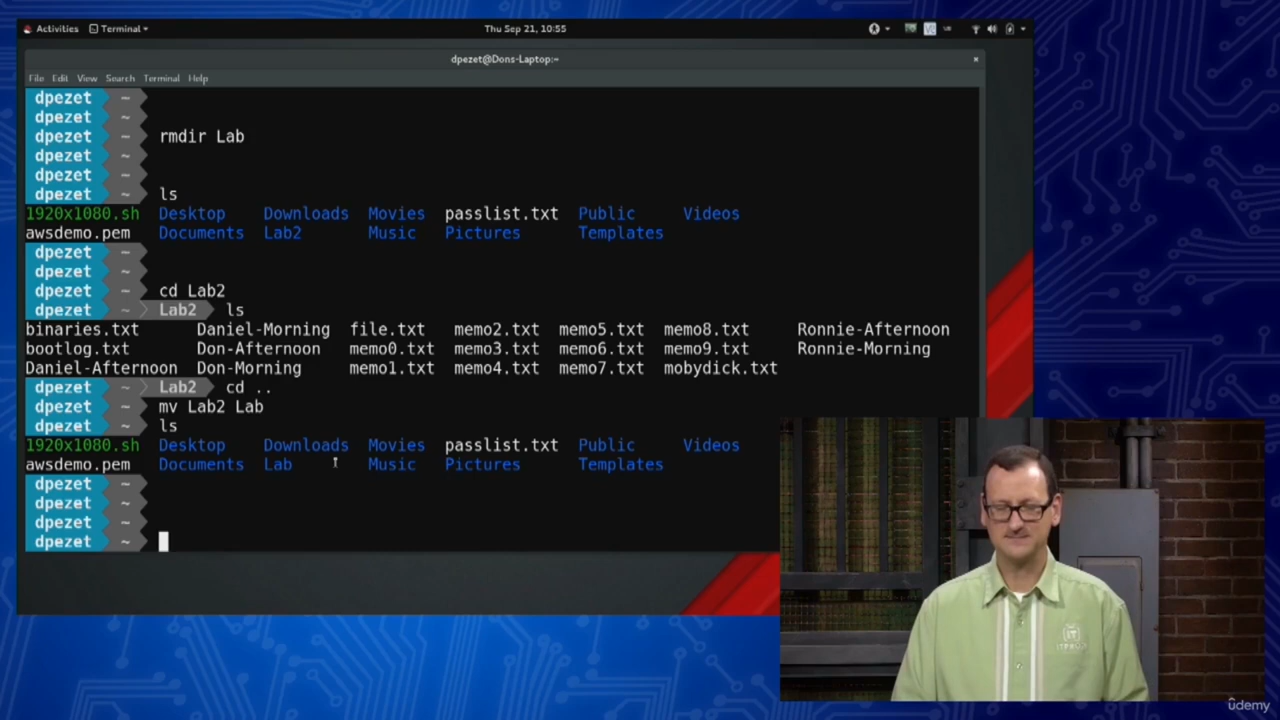 Activities Terminal Thu Sep 21, 10:55
dpezet@Dons-Laptop:~ ×
File Edit View Search Terminal Help
dpezet ~
dpezet ~
dpezet ~ rmdir Lab
dpezet ~
dpezet ~
dpezet ~ ls
1920x1080.sh Desktop Downloads Movies passlist.txt Public Videos
awsdemo.pem Documents Lab2 Music Pictures Templates
dpezet ~
dpezet ~
dpezet ~ cd Lab2
dpezet ~ Lab2 ls
binaries.txt Daniel-Morning file.txt memo2.txt memo5.txt memo8.txt Ronnie-Afternoon
bootlog.txt Don-Afternoon memo0.txt memo3.txt memo6.txt memo9.txt Ronnie-Morning
Daniel-Afternoon Don-Morning memo1.txt memo4.txt memo7.txt mobydick.txt
dpezet ~ Lab2 cd ..
dpezet ~ mv Lab2 Lab
dpezet ~ ls
1920x1080.sh Desktop Downloads Movies passlist.txt Public Videos
awsdemo.pem Documents Lab Music Pictures Templates
dpezet ~
dpezet ~
dpezet ~
dpezet ~
udemy